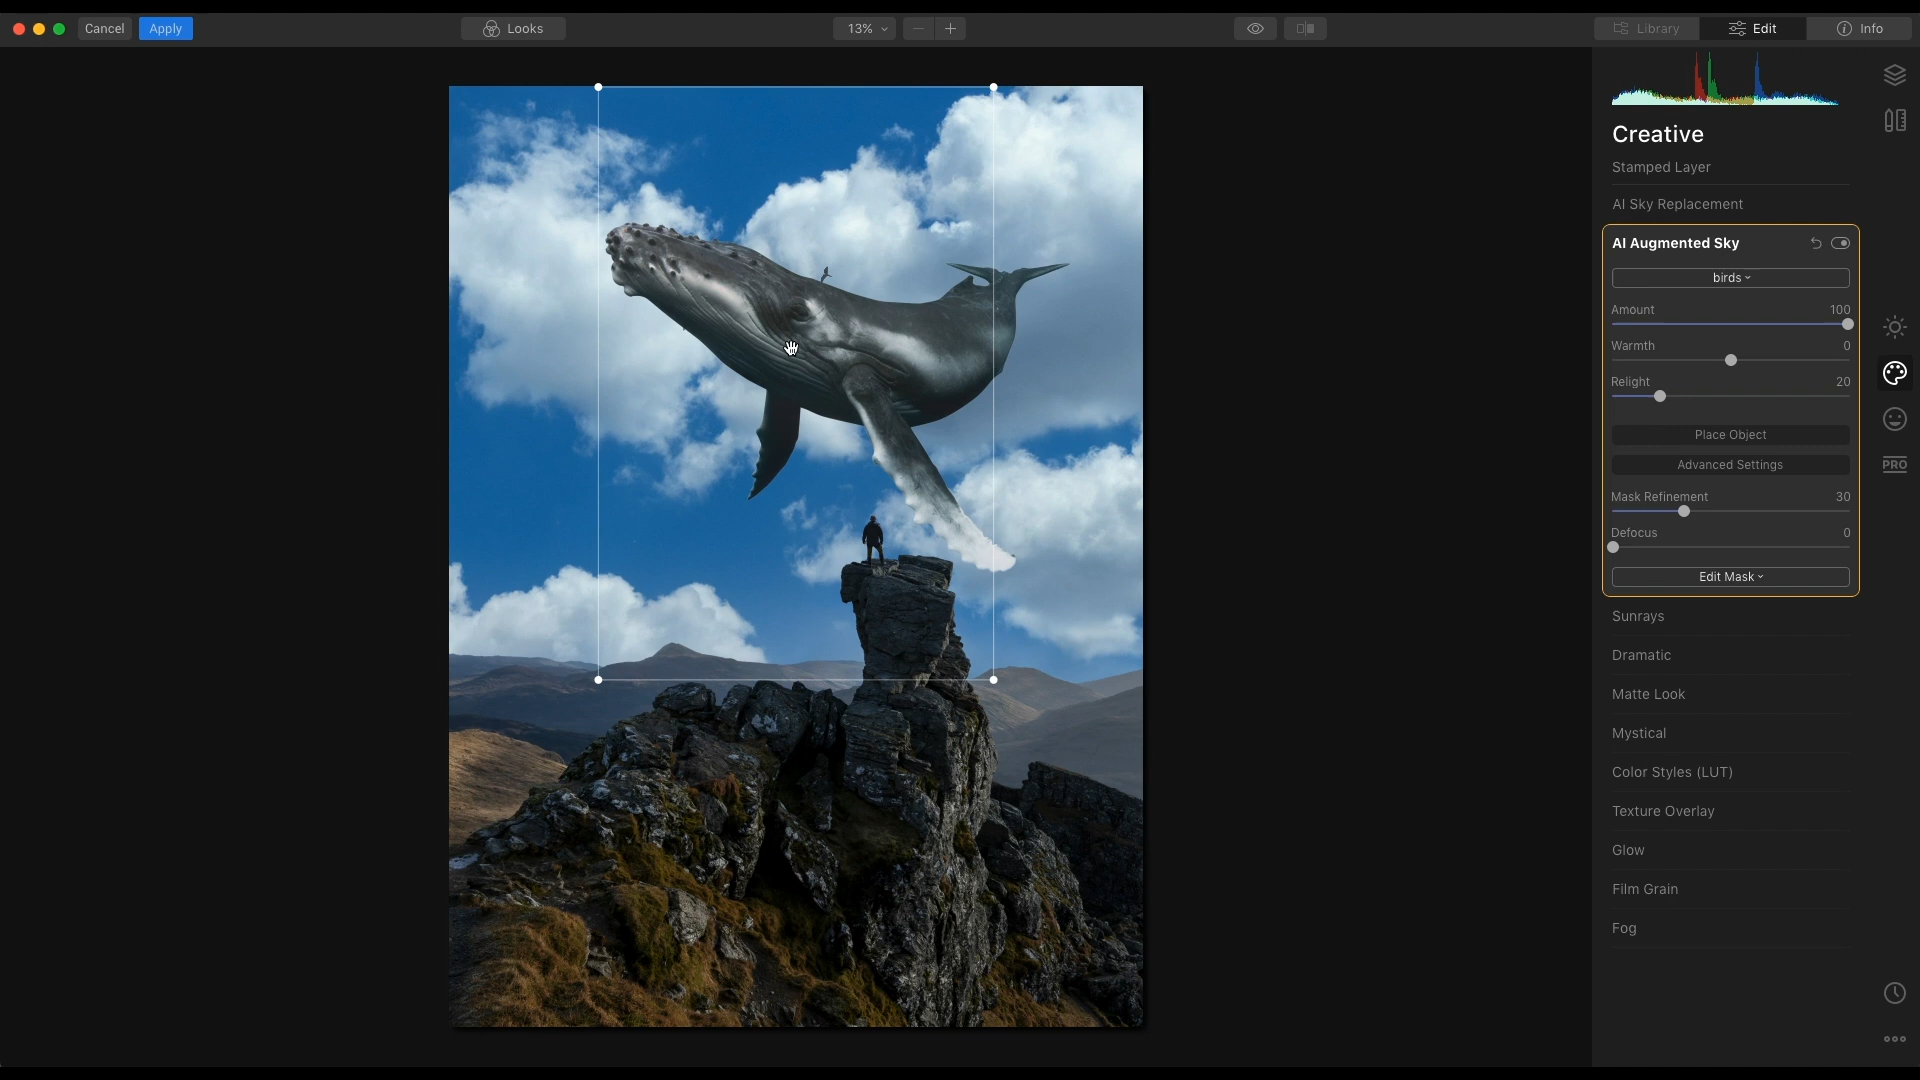 Cancel
Apply
Looks
13%
Library
Edit
Info
Creative
Stamped Layer
AI Sky Replacement
AI Augmented Sky
birds
Amount 100
Warmth 0
Relight 20
Place Object
Advanced Settings
Mask Refinement 30
Defocus 0
Edit Mask
Sunrays
Dramatic
Matte Look
Mystical
Color Styles (LUT)
Texture Overlay
Glow
Film Grain
Fog
PRO